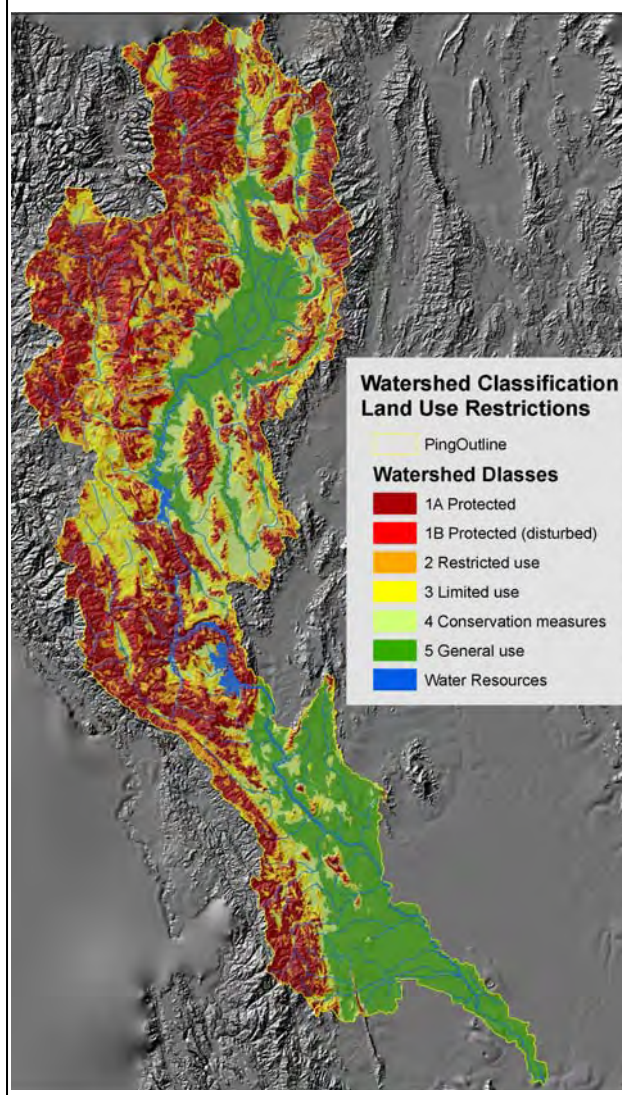 Watershed Classification
Land Use Restrictions
PingOutline
Watershed Dlasses
1A Protected
1B Protected (disturbed)
2 Restricted use
3 Limited use
4 Conservation measures
5 General use
Water Resources